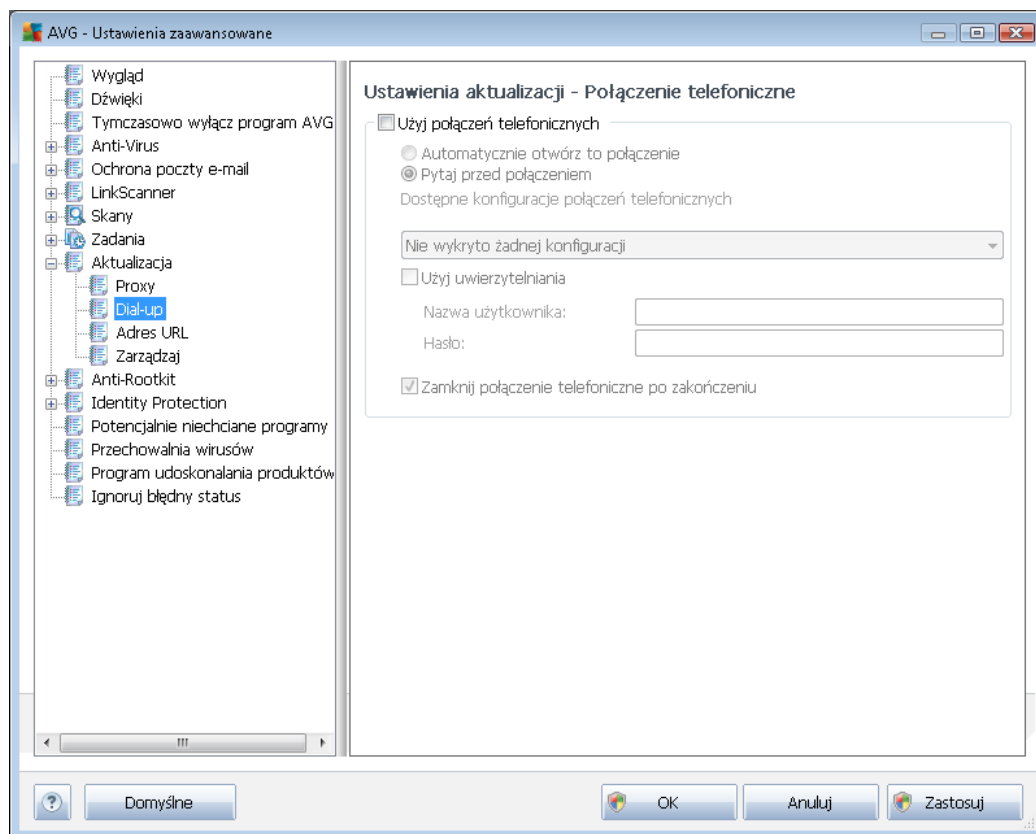 AVG - Ustawienia zaawansowane
Wygląd
Dźwięki
Tymczasowo wyłącz program AVG
Anti-Virus
Ochrona poczty e-mail
LinkScanner
Skany
Zadania
Aktualizacja
Proxy
Dial-up
Adres URL
Zarządzaj
Anti-Rootkit
Identity Protection
Potencjalnie niechciane programy
Przechowalnia wirusów
Program udoskonalania produktów
Ignoruj błędny status
Ustawienia aktualizacji - Połączenie telefoniczne
Użyj połączeń telefonicznych
Automatycznie otwórz to połączenie
Pytaj przed połączeniem
Dostępne konfiguracje połączeń telefonicznych
Nie wykryto żadnej konfiguracji
Użyj uwierzytelniania
Nazwa użytkownika:
Hasło:
Zamknij połączenie telefoniczne po zakończeniu
?
Domyślne
OK
Anuluj
Zastosuj